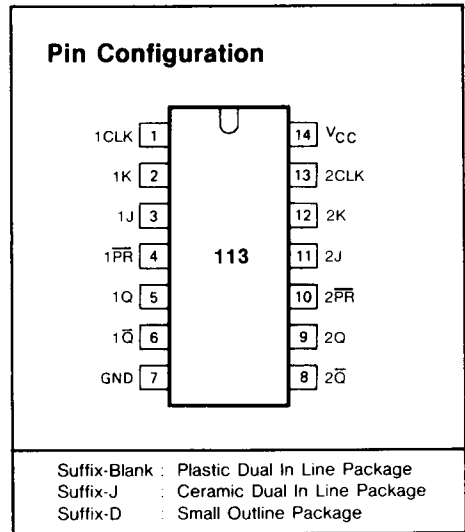 Pin Configuration
1CLK 1 14 VCC
1K 2 13 2CLK
1J 3 12 2K
1P̅R̅ 4 113 11 2J
1Q 5 10 2P̅R̅
1Q̅ 6 9 2Q
GND 7 8 2Q̅
Suffix-Blank : Plastic Dual In Line Package
Suffix-J : Ceramic Dual In Line Package
Suffix-D : Small Outline Package